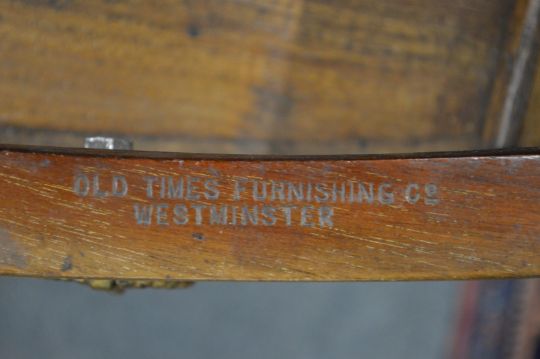 OLD TIMES FURNISHING Cº
WESTMINSTER